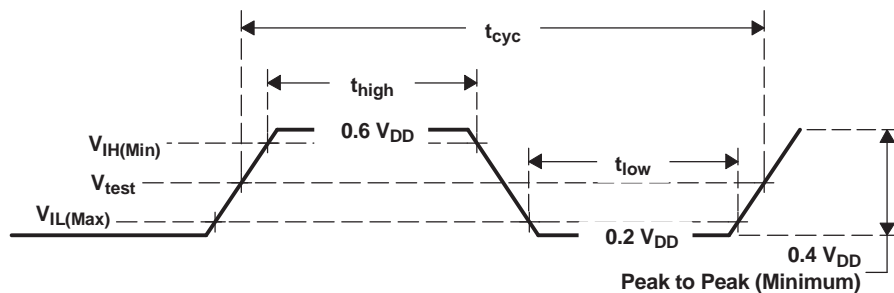 tcyc
thigh
0.6 VDD
VIH(Min)
tlow
Vtest
VIL(Max)
0.2 VDD
0.4 VDD
Peak to Peak (Minimum)